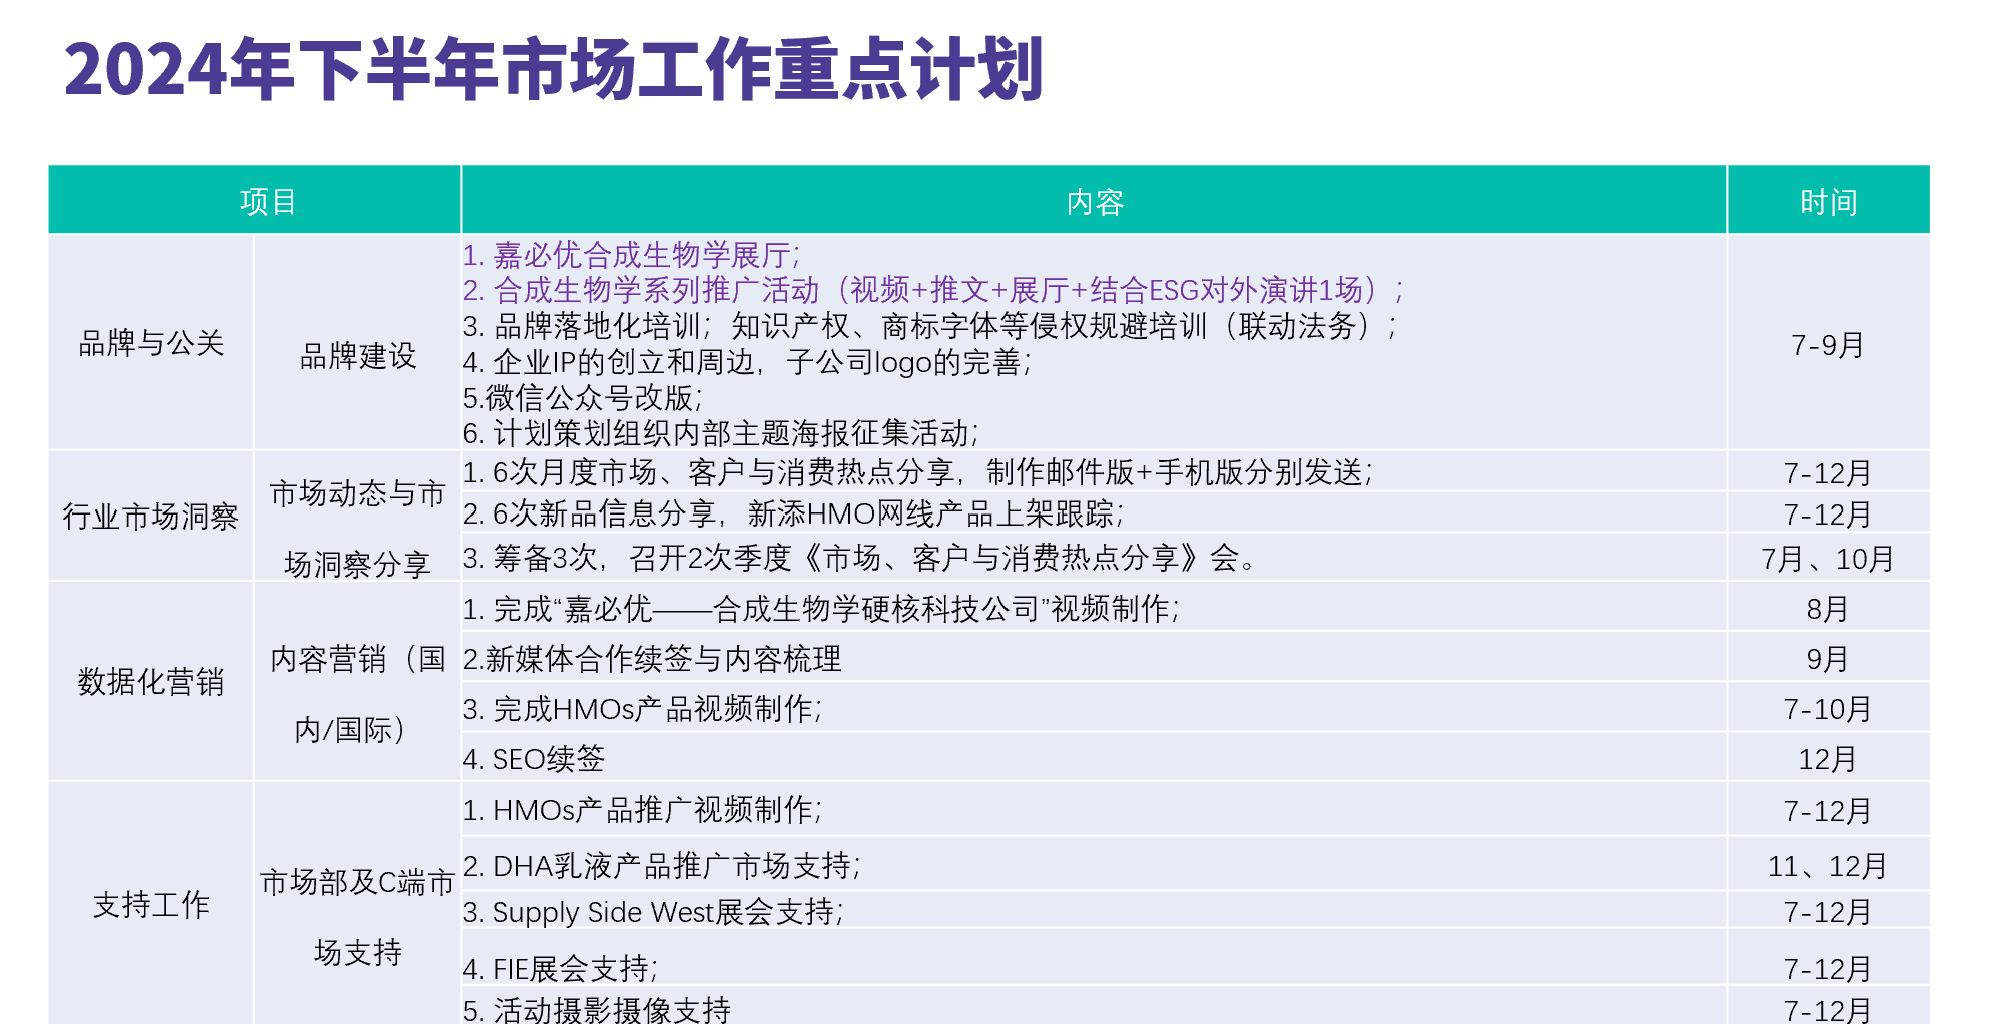 2024年下半年市场工作重点计划
项目
内容
时间
品牌与公关
品牌建设
1. 嘉必优合成生物学展厅；
2. 合成生物学系列推广活动（视频+推文+展厅+结合ESG对外演讲1场）；
3. 品牌落地化培训；知识产权、商标字体等侵权规避培训（联动法务）；
4. 企业IP的创立和周边，子公司logo的完善；
5.微信公众号改版；
6. 计划策划组织内部主题海报征集活动；
7-9月
行业市场洞察
市场动态与市
场洞察分享
1. 6次月度市场、客户与消费热点分享，制作邮件版+手机版分别发送；
7-12月
2. 6次新品信息分享，新添HMO网线产品上架跟踪；
7-12月
3. 筹备3次，召开2次季度《市场、客户与消费热点分享》会。
7月、10月
数据化营销
内容营销（国
内/国际）
1. 完成“嘉必优——合成生物学硬核科技公司”视频制作；
8月
2.新媒体合作续签与内容梳理
9月
3. 完成HMOs产品视频制作；
7-10月
4. SEO续签
12月
支持工作
市场部及C端市
场支持
1. HMOs产品推广视频制作；
7-12月
2. DHA乳液产品推广市场支持；
11、12月
3. Supply Side West展会支持；
7-12月
4. FIE展会支持；
7-12月
5. 活动摄影摄像支持
7-12月